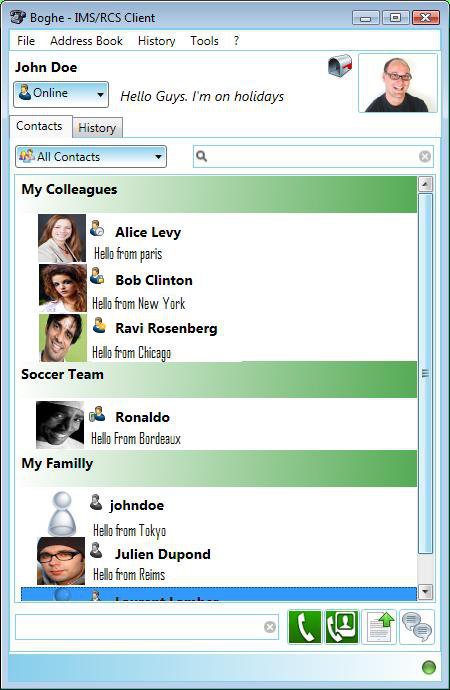 Boghe - IMS/RCS Client
File Address Book History Tools ?
John Doe
Online Hello Guys. I'm on holidays
Contacts History
All Contacts
My Colleagues
Alice Levy
Hello from paris
Bob Clinton
Hello from New York
Ravi Rosenberg
Hello from Chicago
Soccer Team
Ronaldo
Hello From Bordeaux
My Familly
johndoe
Hello from Tokyo
Julien Dupond
Hello from Reims